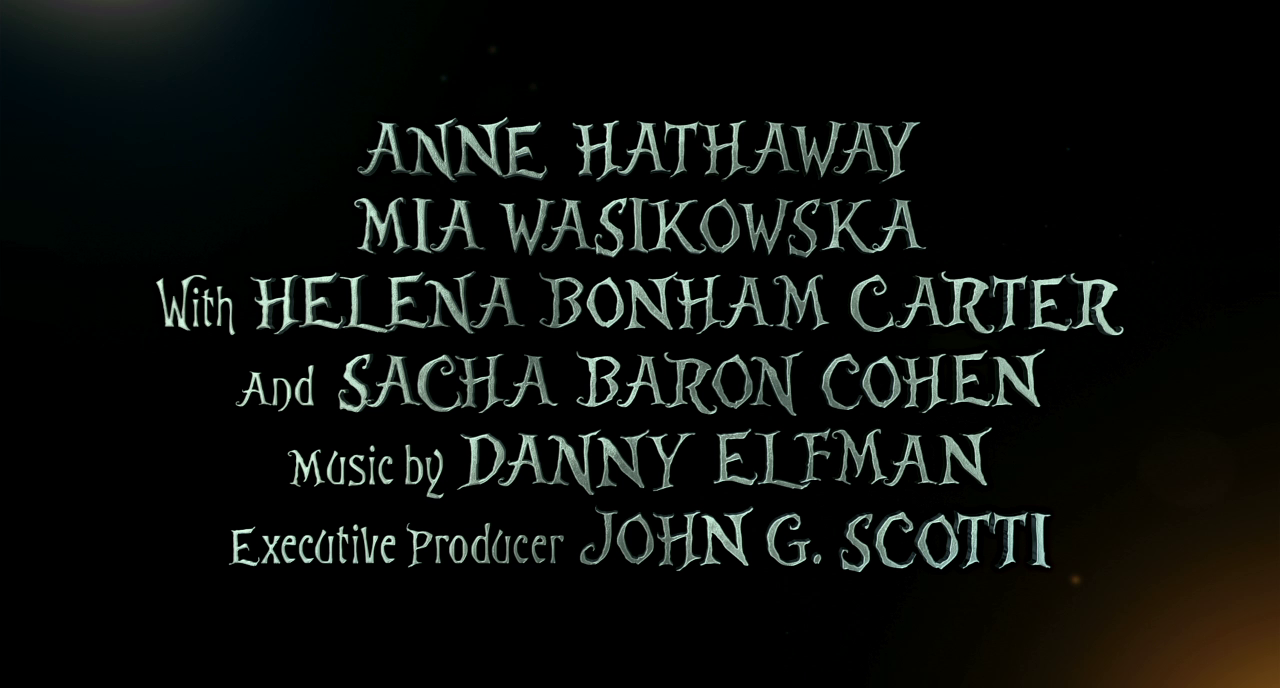 ANNE HATHAWAY
MIA WASIKOWSKA
With HELENA BONHAM CARTER
And SACHA BARON COHEN
Music by DANNY ELFMAN
Executive Producer JOHN G. SCOTTI